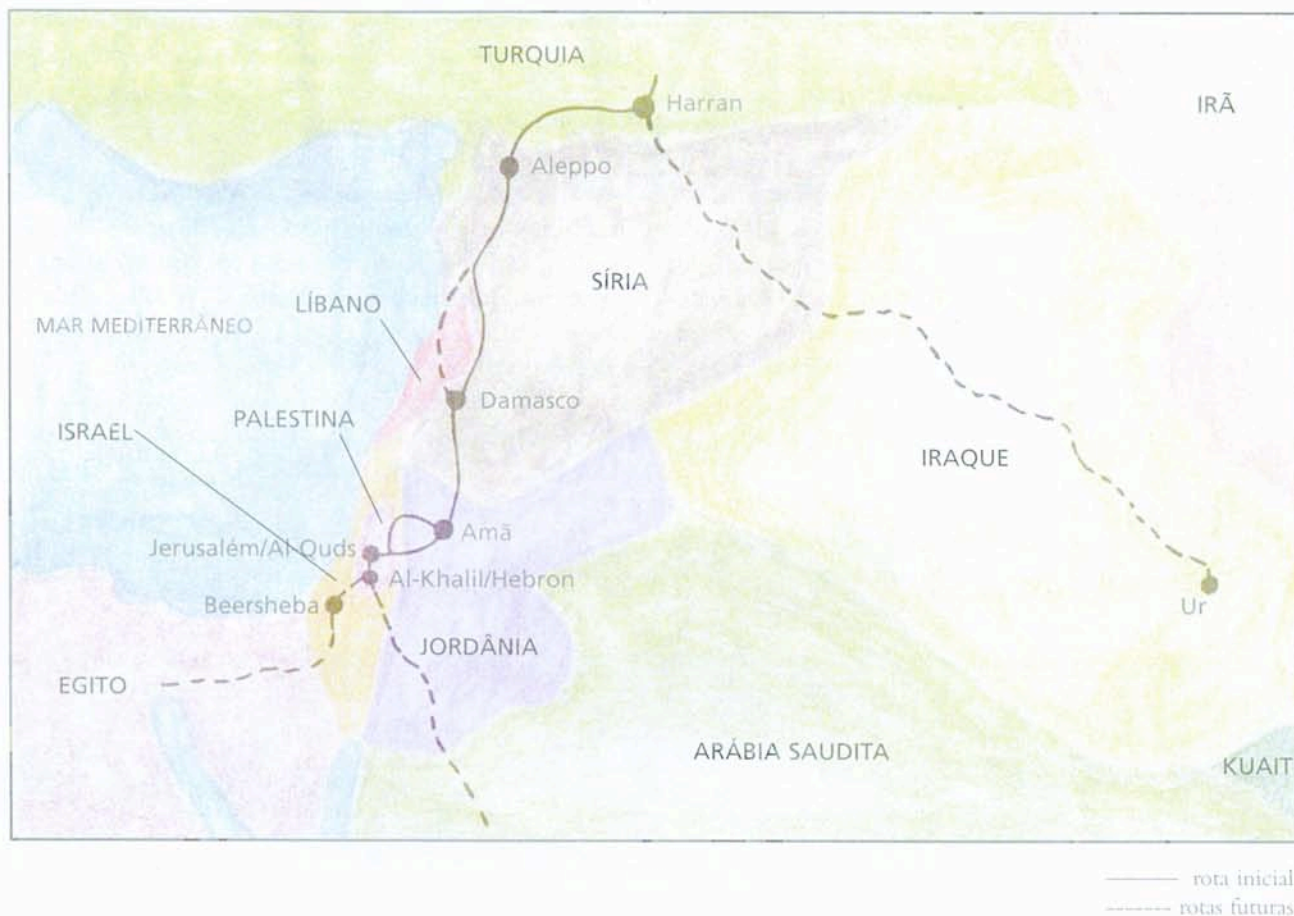 TURQUIA
Harran
IRÃ
Aleppo
SÍRIA
LÍBANO
MAR MEDITERRÂNEO
Damasco
PALESTINA
ISRAEL
IRAQUE
Amã
Jerusalém/Al-Quds
Al-Khalil/Hebron
Ur
Beersheba
JORDÂNIA
EGITO
ARÁBIA SAUDITA
KUAIT
rota inicial
rotas futuras